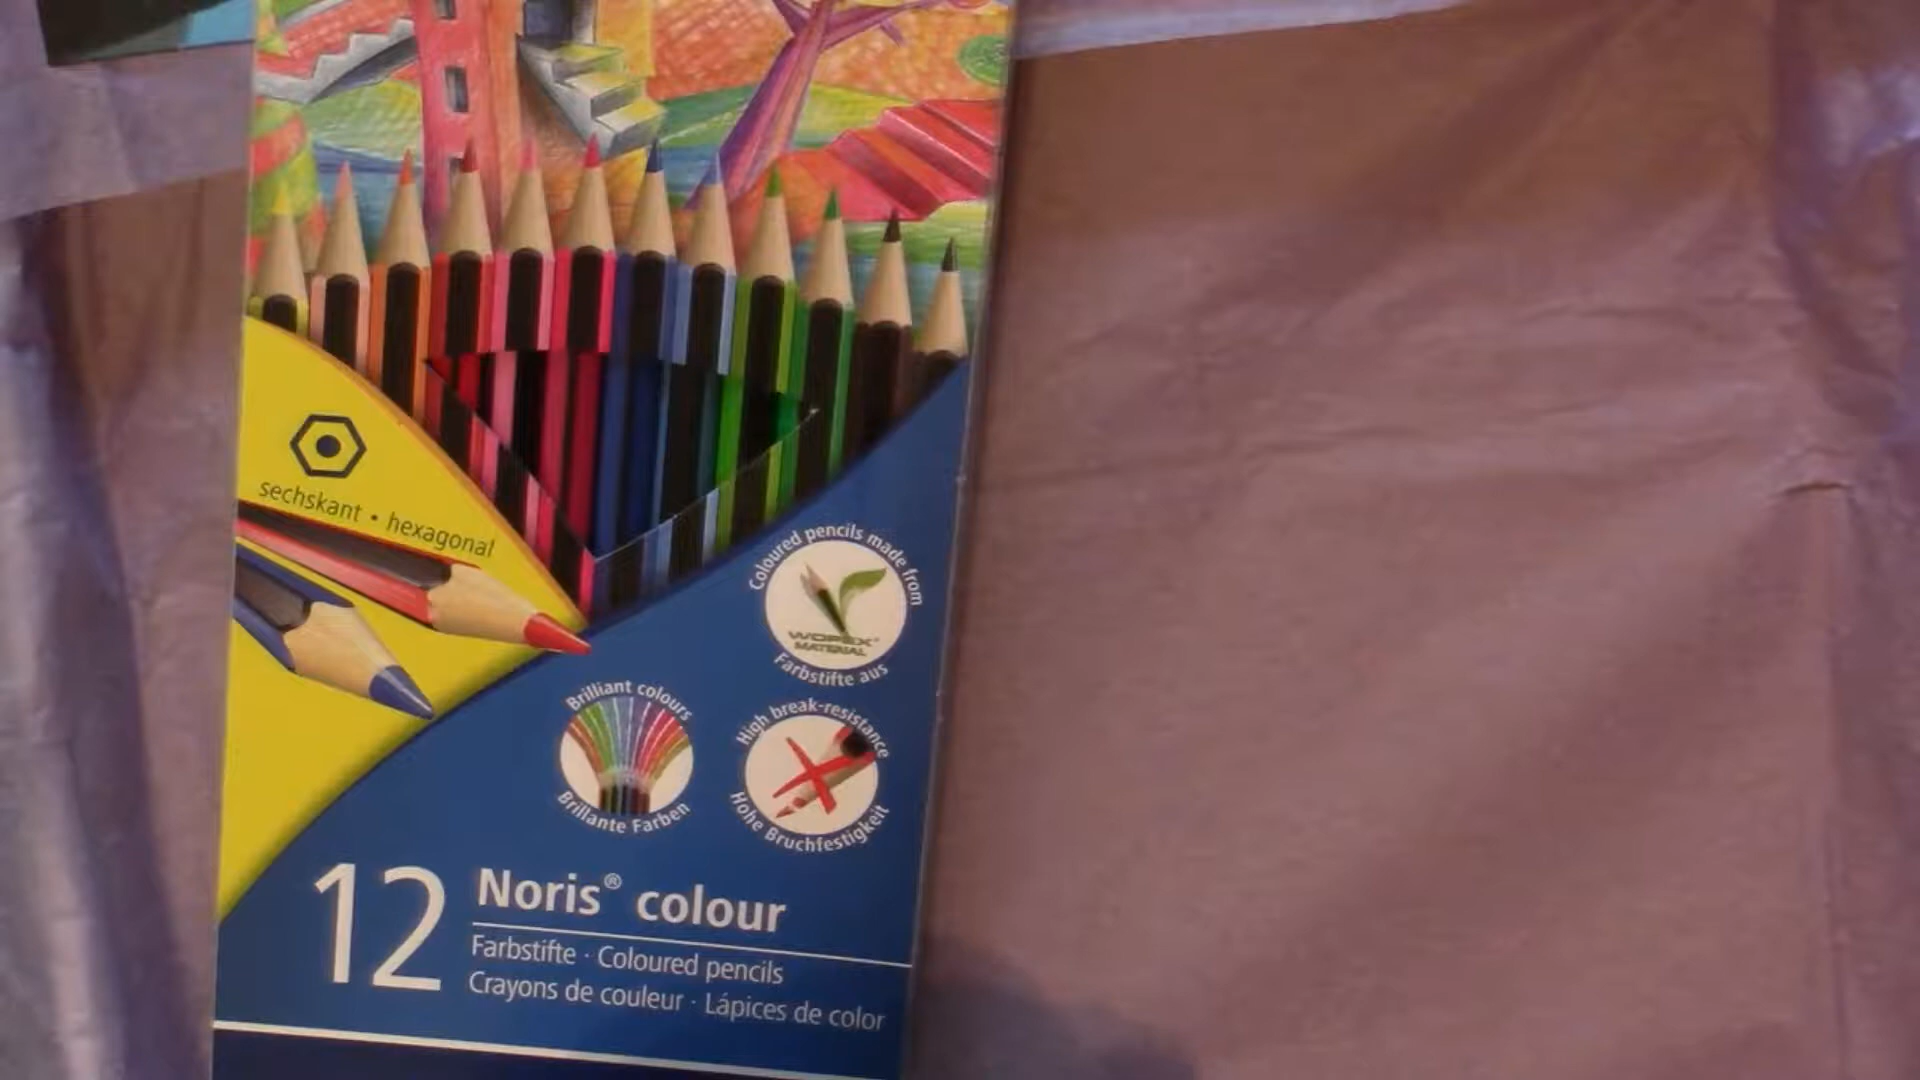 sechskant • hexagonal
Coloured pencils made from
WOPEX®
MATERIAL
Farbstifte aus
Brilliant colours
Brillante Farben
High break-resistance
Hohe Bruchfestigkeit
12 Noris® colour
Farbstifte · Coloured pencils
Crayons de couleur · Lápices de color